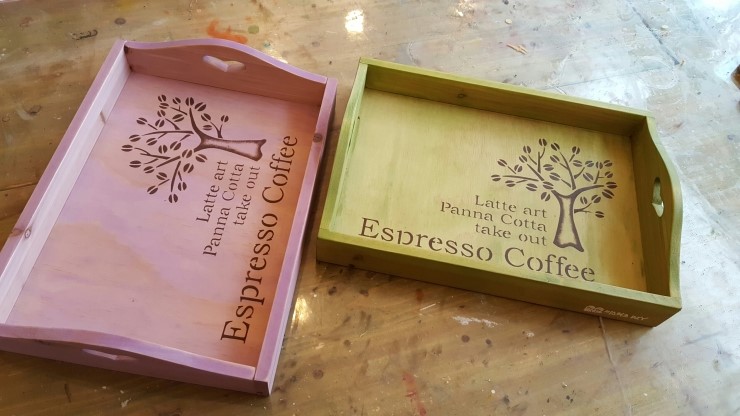 Latte art
Panna Cotta
take out
Espresso Coffee
Latte art
Panna Cotta
take out
Espresso Coffee